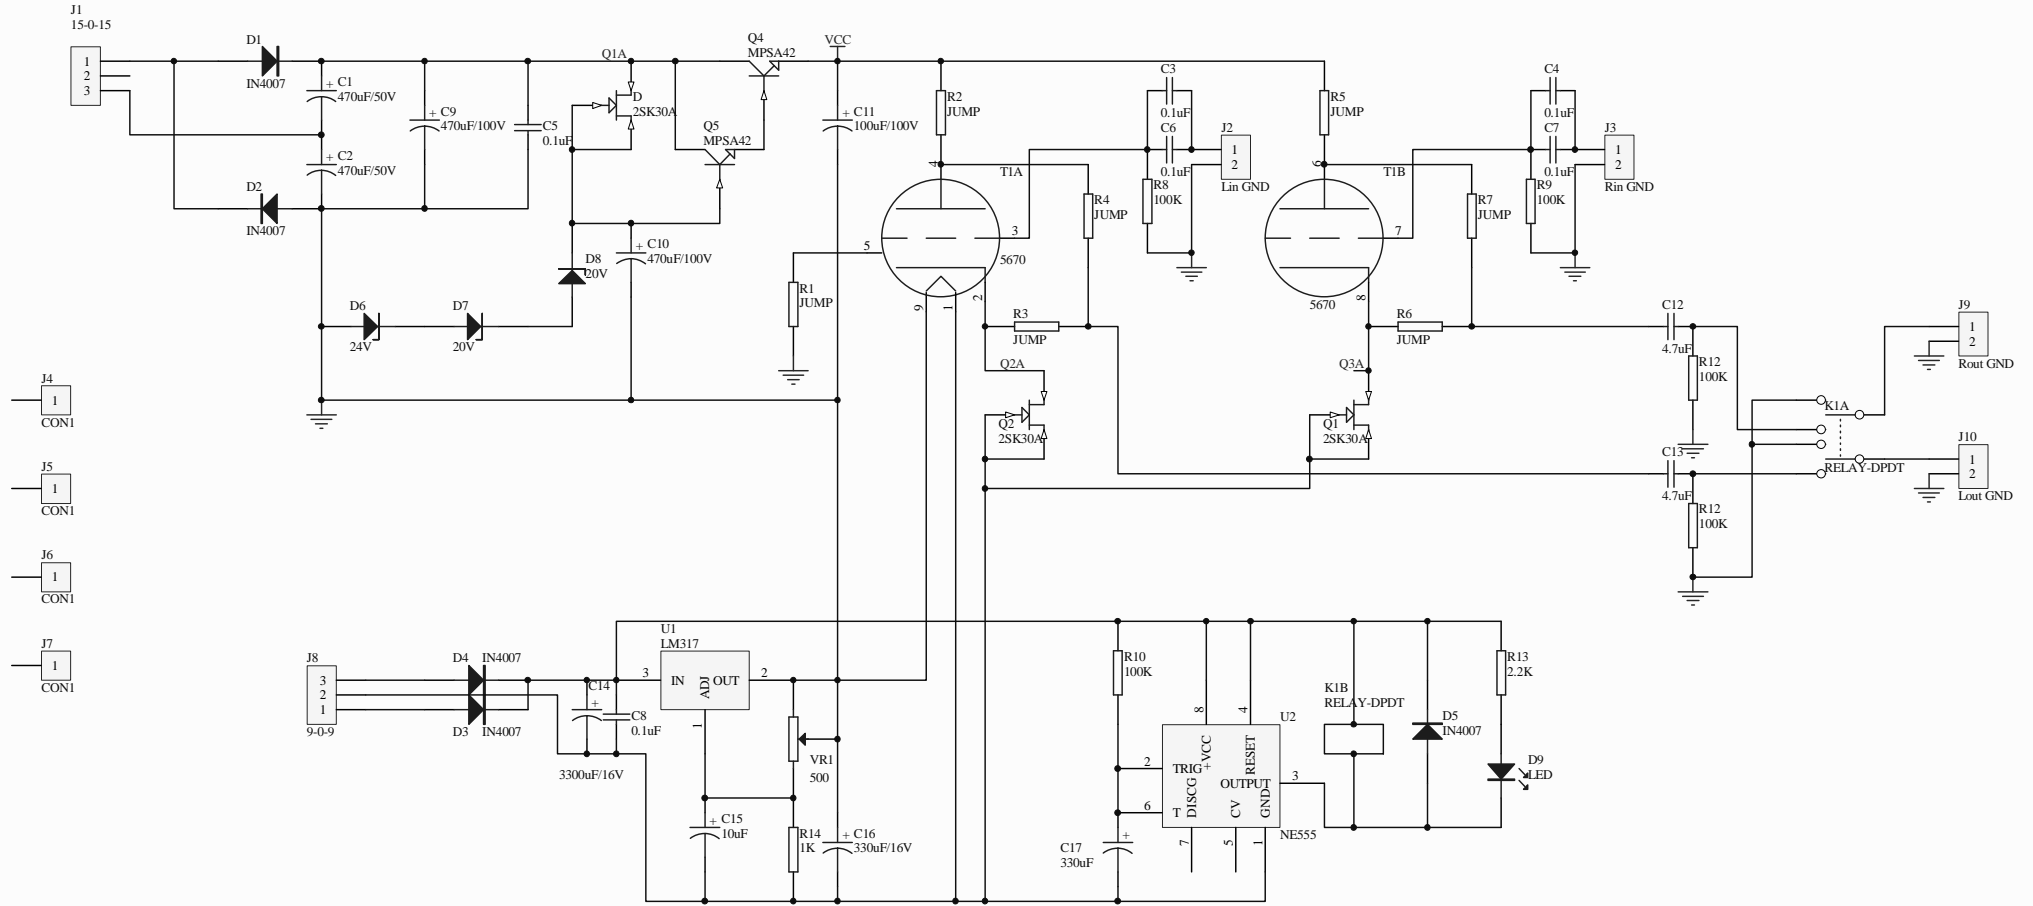 J1
15-0-15
1
2
3
D1
IN4007
D2
IN4007
C1
470uF/50V
C2
470uF/50V
C9
470uF/100V
C5
0.1uF
Q1A
D
2SK30A
Q4
MPSA42
Q5
MPSA42
VCC
C11
100uF/100V
D8
20V
C10
470uF/100V
D6
24V
D7
20V
R1
JUMP
R2
JUMP
4
T1A
5
3
5670
9
1
2
R4
JUMP
R3
JUMP
C3
0.1uF
C6
0.1uF
R8
100K
J2
1
2
Lin GND
R5
JUMP
6
T1B
7
5670
8
R7
JUMP
R6
JUMP
C4
0.1uF
C7
0.1uF
R9
100K
J3
1
2
Rin GND
Q2A
Q2
2SK30A
Q3A
Q1
2SK30A
C12
4.7uF
R12
100K
C13
4.7uF
R12
100K
K1A
RELAY-DPDT
J9
1
2
Rout GND
J10
1
2
Lout GND
J4
1
CON1
J5
1
CON1
J6
1
CON1
J7
1
CON1
J8
3
2
1
9-0-9
D4
IN4007
D3
IN4007
C14
3300uF/16V
C8
0.1uF
U1
LM317
3
IN
ADJ
OUT
2
1
VR1
500
C15
10uF
R14
1K
C16
330uF/16V
R10
100K
C17
330uF
8
4
U2
2
TRIG
+VCC
RESET
OUTPUT
3
6
T
DISCG
CV
GND
NE555
7
5
1
K1B
RELAY-DPDT
D5
IN4007
R13
2.2K
D9
LED